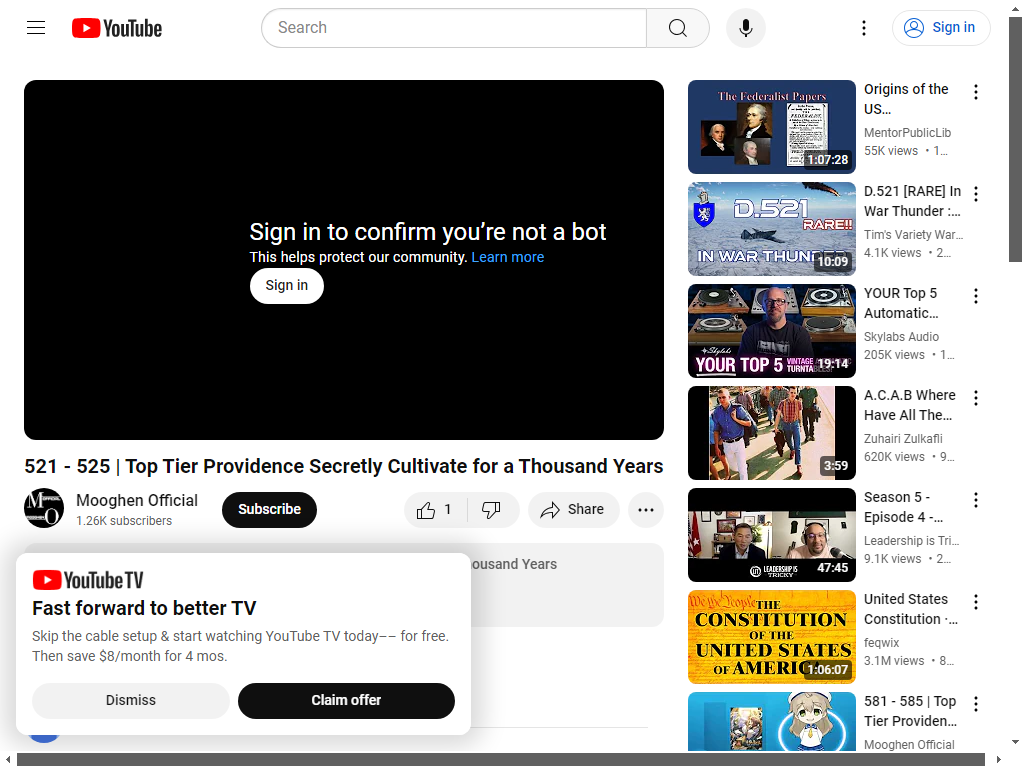 YouTube
Search
Sign in
Sign in to confirm you’re not a bot
This helps protect our community. Learn more
Sign in
521 - 525 | Top Tier Providence Secretly Cultivate for a Thousand Years
Mooghen Official
1.26K subscribers
Subscribe
1
Share
ousand Years
YouTube TV
Fast forward to better TV
Skip the cable setup & start watching YouTube TV today–– for free.
Then save $8/month for 4 mos.
Dismiss
Claim offer
The Federalist Papers
1:07:28
Origins of the
US…
MentorPublicLib
55K views • 1…
D.521
RARE!!
IN WAR THUNDER
10:09
D.521 [RARE] In
War Thunder :…
Tim's Variety War…
4.1K views • 2…
Skylabs
YOUR TOP 5 VINTAGE
TURNTABLES!
19:14
YOUR Top 5
Automatic…
Skylabs Audio
205K views • 1…
3:59
A.C.A.B Where
Have All The…
Zuhairi Zulkafli
620K views • 9…
LEADERSHIP IS
TRICKY
47:45
Season 5 -
Episode 4 -…
Leadership is Tri…
9.1K views • 2…
We the People THE
CONSTITUTION
OF THE
UNITED STATES
OF AMERICA
1:06:07
United States
Constitution ·…
feqwix
3.1M views • 8…
581 - 585 | Top
Tier Providen…
Mooghen Official